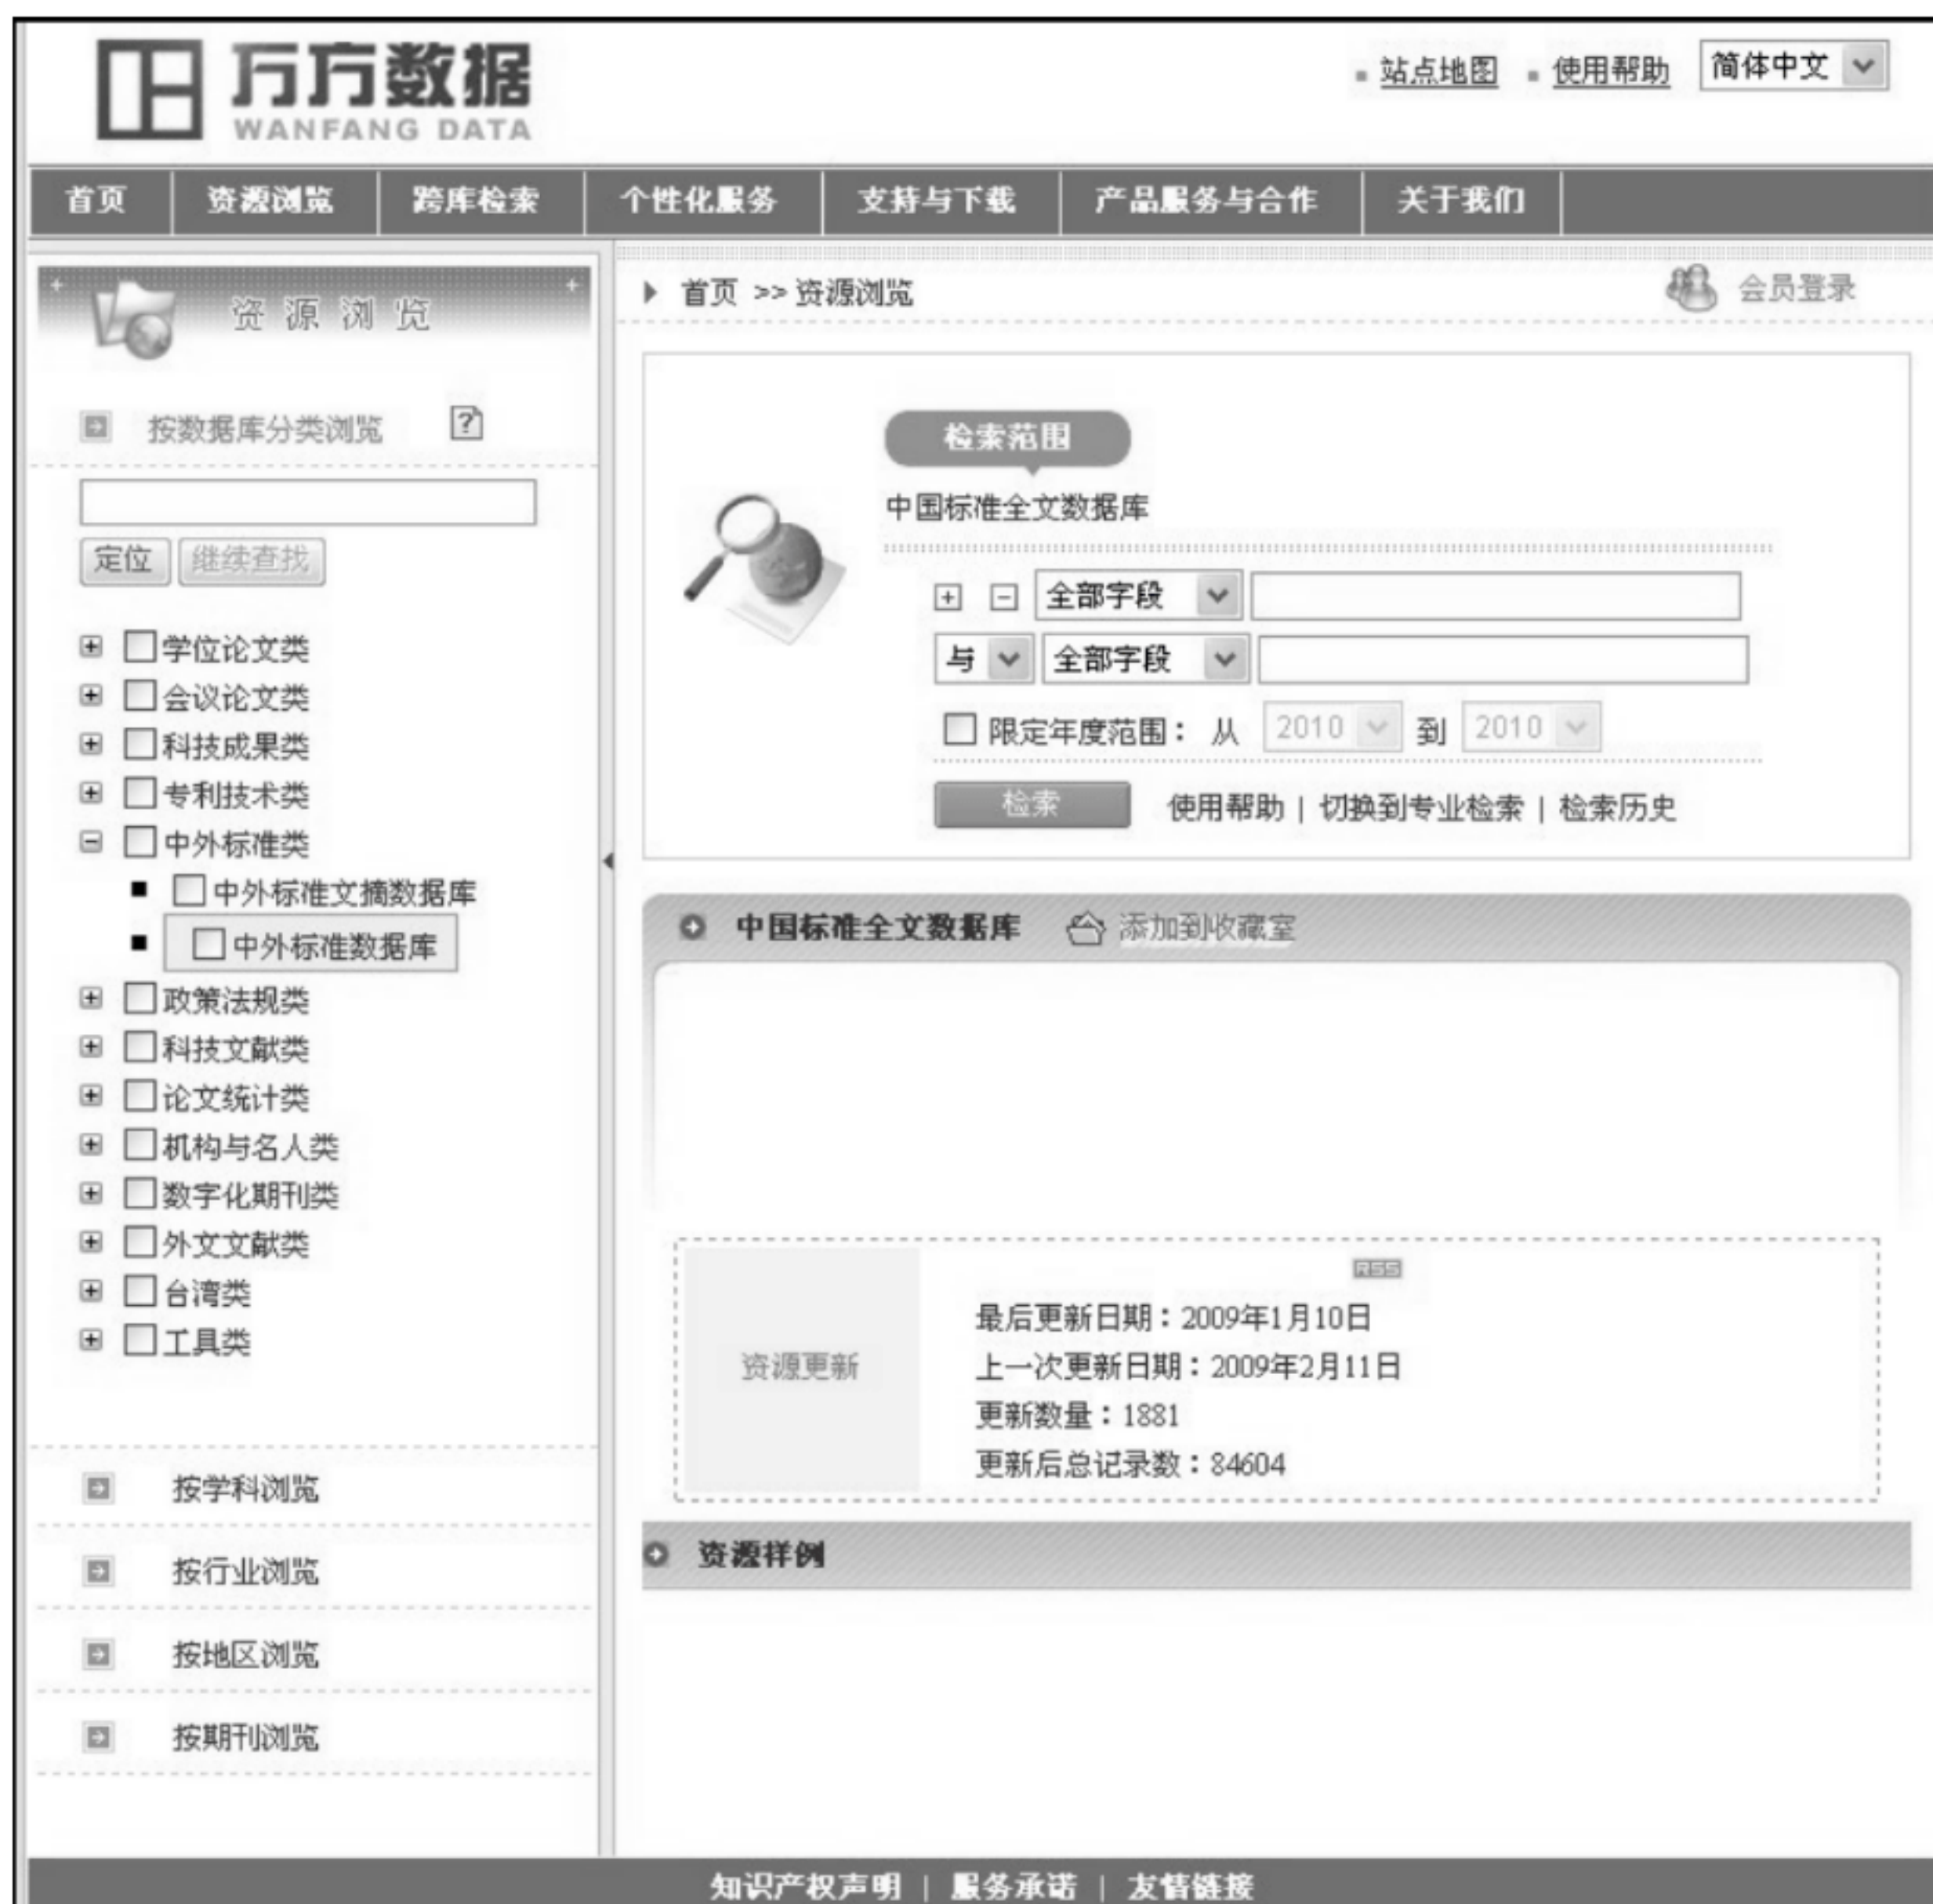 万方数据
WANFANG DATA
站点地图 使用帮助 简体中文
首页 资源浏览 跨库检索 个性化服务 支持与下载 产品服务与合作 关于我们
资源浏览
按数据库分类浏览 ?
定位 继续查找
学位论文类
会议论文类
科技成果类
专利技术类
中外标准类
中外标准文摘数据库
中外标准数据库
政策法规类
科技文献类
论文统计类
机构与名人类
数字化期刊类
外文文献类
台湾类
工具类
按学科浏览
按行业浏览
按地区浏览
按期刊浏览
首页 >> 资源浏览 会员登录
检索范围
中国标准全文数据库
全部字段
与 全部字段
限定年度范围：从 2010 到 2010
检索 使用帮助 | 切换到专业检索 | 检索历史
中国标准全文数据库 添加到收藏室
RSS
资源更新
最后更新日期：2009年1月10日
上一次更新日期：2009年2月11日
更新数量：1881
更新后总记录数：84604
资源样例
知识产权声明 | 服务承诺 | 友情链接